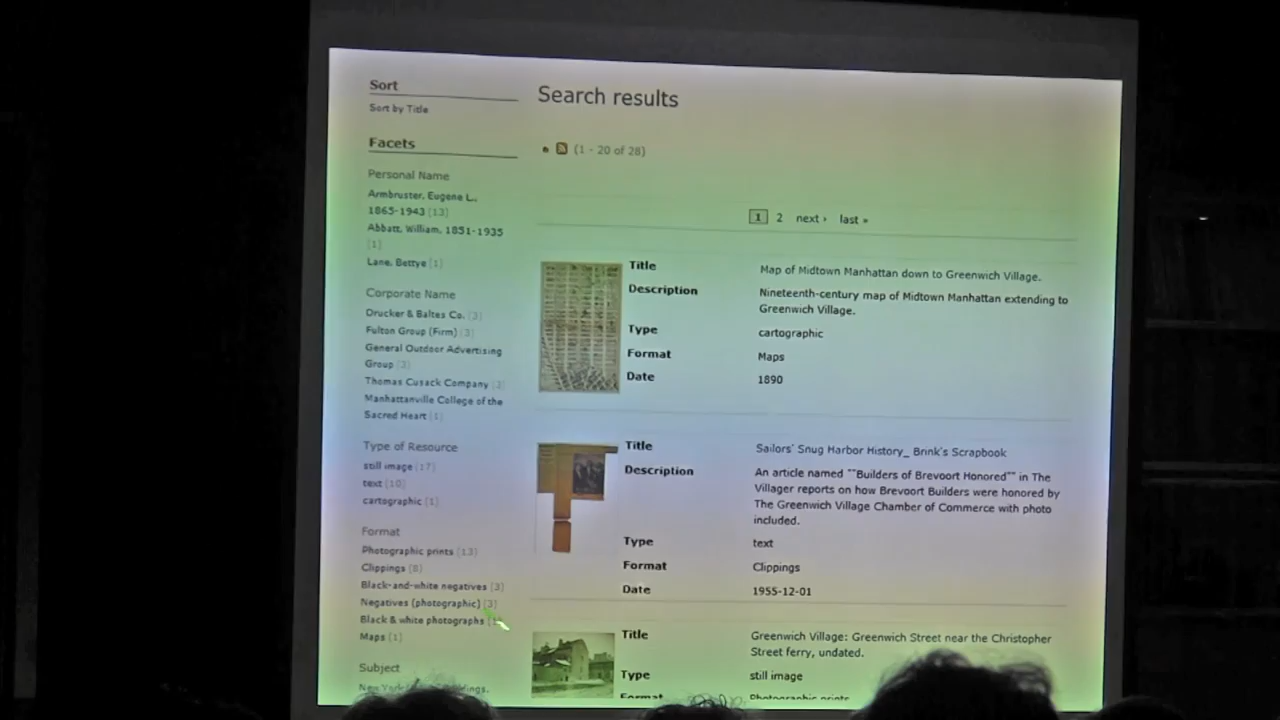 Sort
Sort by Title
Facets
Personal Name
Armbruster, Eugene L.,
1865-1943 (13)
Abbatt, William, 1851-1935
(1)
Lane, Bettye (1)
Corporate Name
Drucker & Baltes Co. (3)
Fulton Group (Firm) (3)
General Outdoor Advertising
Group
Thomas Cusack Company
Manhattanville College of the
Sacred Heart (1)
Type of Resource
still image (17)
text (10)
cartographic (1)
Format
Photographic prints (13)
Clippings (8)
Black-and-white negatives (3)
Negatives (photographic) (3)
Black & white photographs
Maps (1)
Subject
Search results
(1 - 20 of 28)
1 2 next › last »
Title Map of Midtown Manhattan down to Greenwich Village.
Description Nineteenth-century map of Midtown Manhattan extending to
Greenwich Village.
Type cartographic
Format Maps
Date 1890
Title Sailors' Snug Harbor History_ Brink's Scrapbook
Description An article named ""Builders of Brevoort Honored"" in The
Villager reports on how Brevoort Builders were honored by
The Greenwich Village Chamber of Commerce with photo
included.
Type text
Format Clippings
Date 1955-12-01
Title Greenwich Village: Greenwich Street near the Christopher
Street ferry, undated.
Type still image
Format Photographic prints